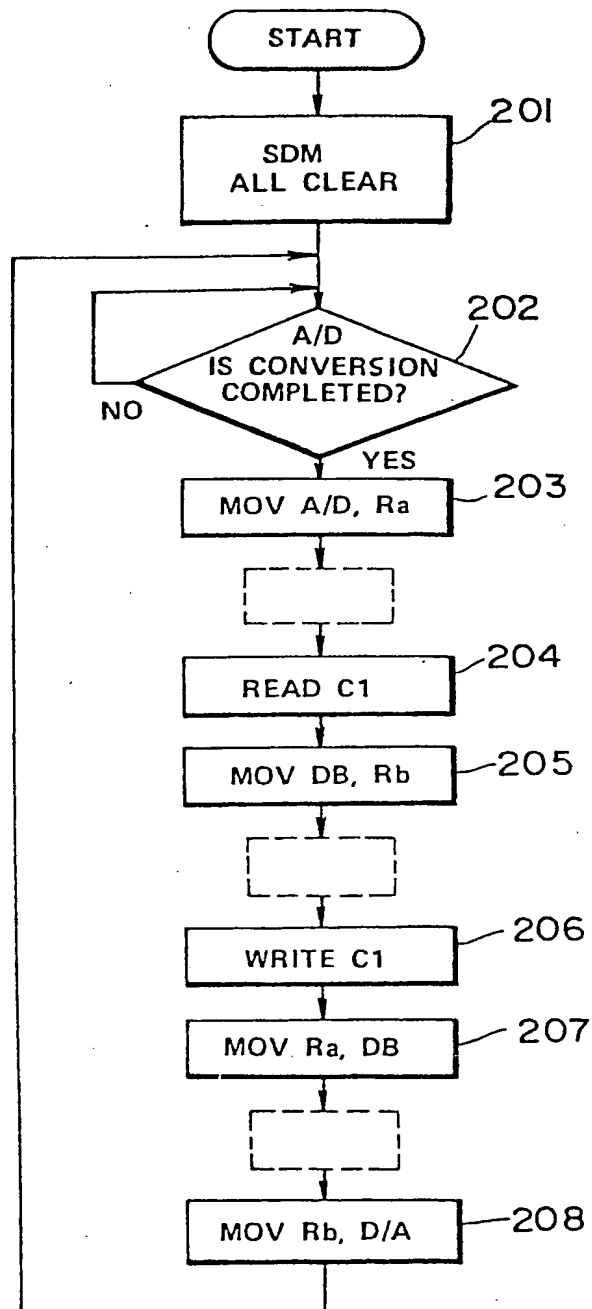 START
201
SDM
ALL CLEAR
202
A/D
IS CONVERSION
COMPLETED?
NO
YES
203
MOV A/D, Ra
204
READ C1
205
MOV DB, Rb
206
WRITE C1
207
MOV Ra, DB
208
MOV Rb, D/A